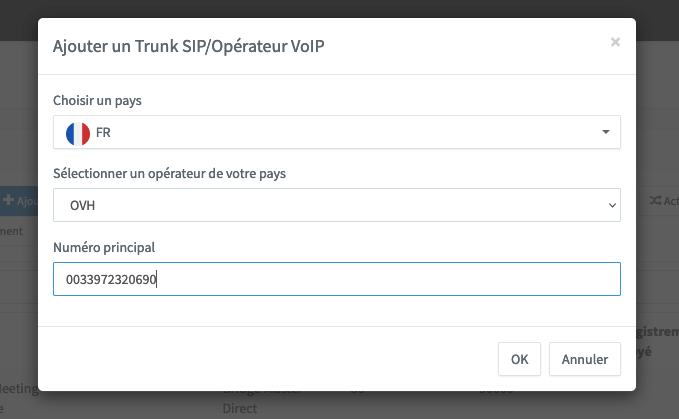 Ajouter un Trunk SIP/Opérateur VoIP
×
Choisir un pays
FR
Sélectionner un opérateur de votre pays
OVH
Numéro principal
0033972320690
OK
Annuler
Direct